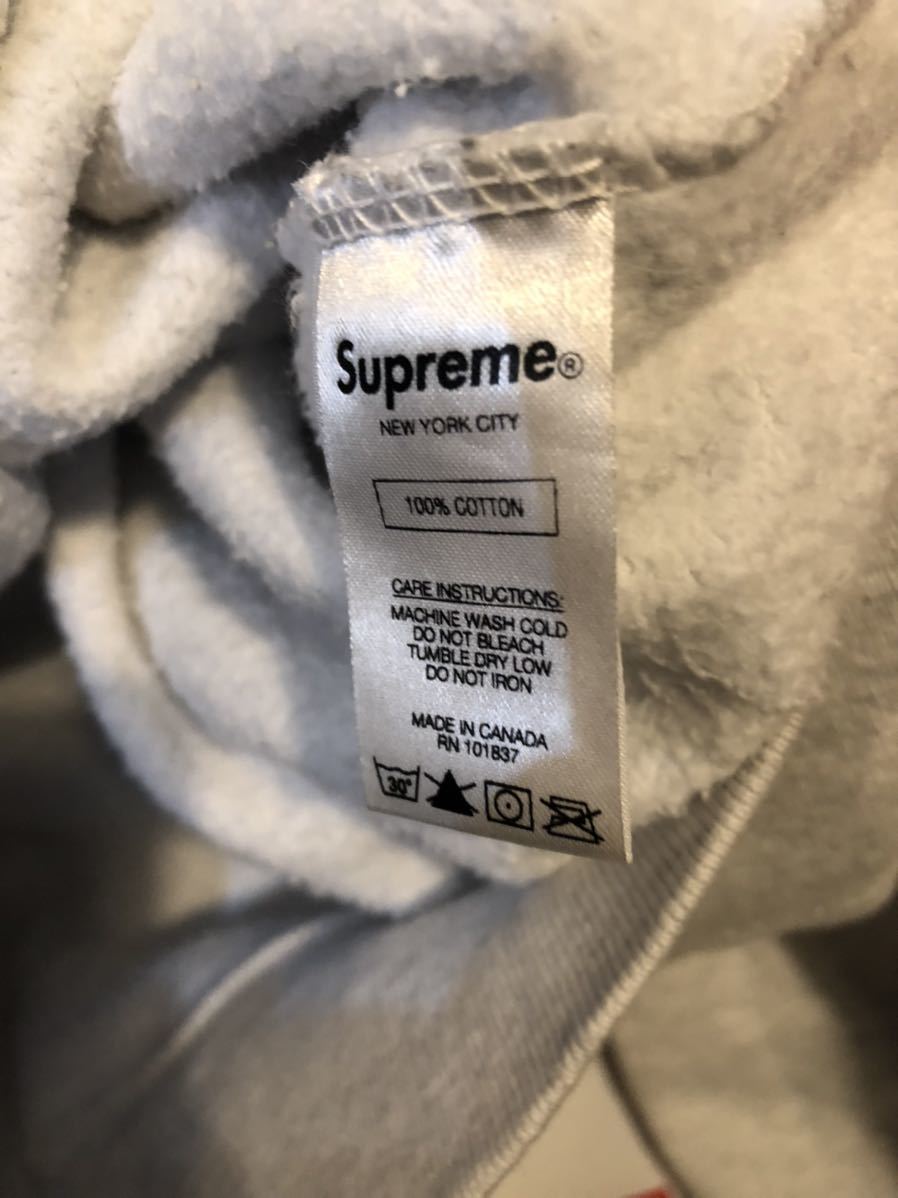 Supreme®
NEW YORK CITY
100% COTTON
CARE INSTRUCTIONS:
MACHINE WASH COLD
DO NOT BLEACH
TUMBLE DRY LOW
DO NOT IRON
MADE IN CANADA
RN 101837
30°